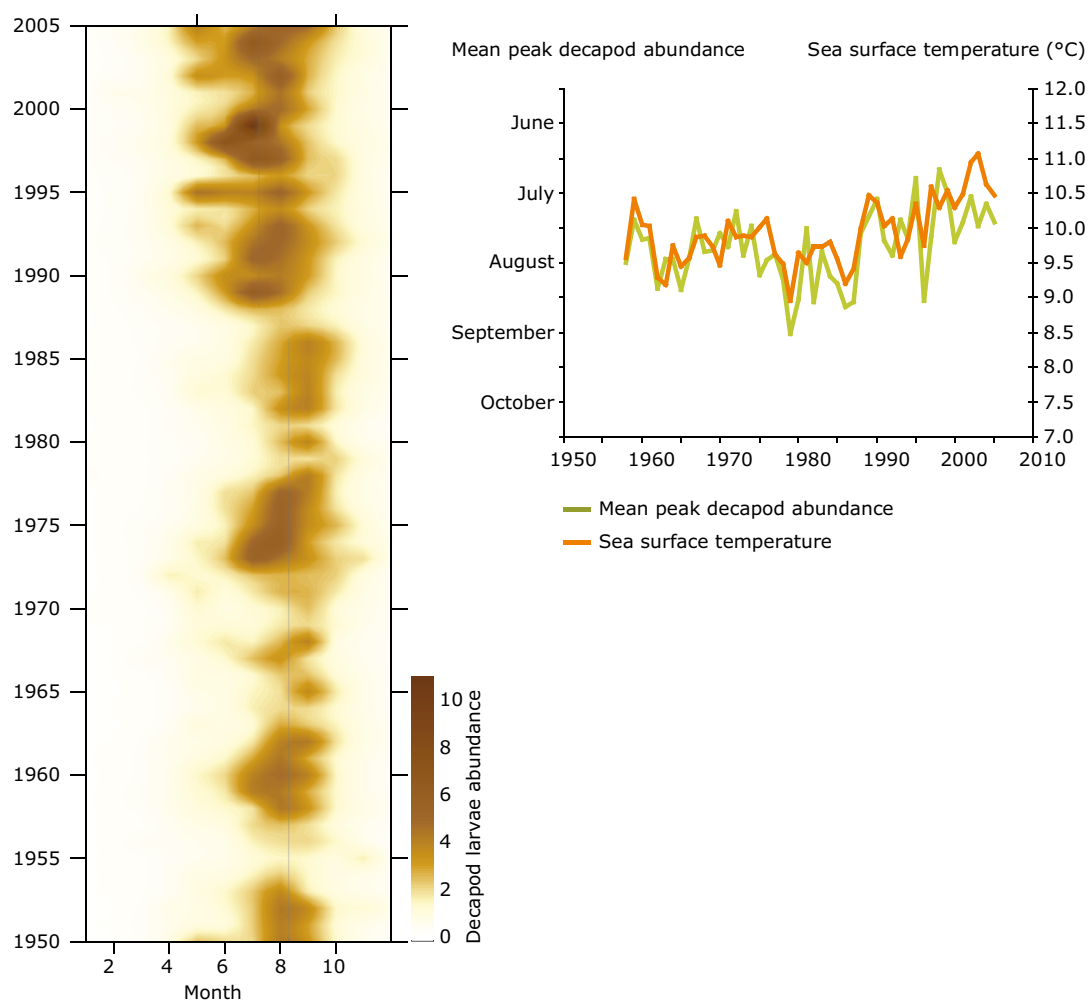 2005
2000
1995
1990
1985
1980
1975
1970
1965
1960
1955
1950
2 4 6 8 10
Month
10
8
6
4
2
0
Decapod larvae abundance
Mean peak decapod abundance Sea surface temperature (°C)
June
July
August
September
October
12.0
11.5
11.0
10.5
10.0
9.5
9.0
8.5
8.0
7.5
7.0
1950 1960 1970 1980 1990 2000 2010
Mean peak decapod abundance
Sea surface temperature